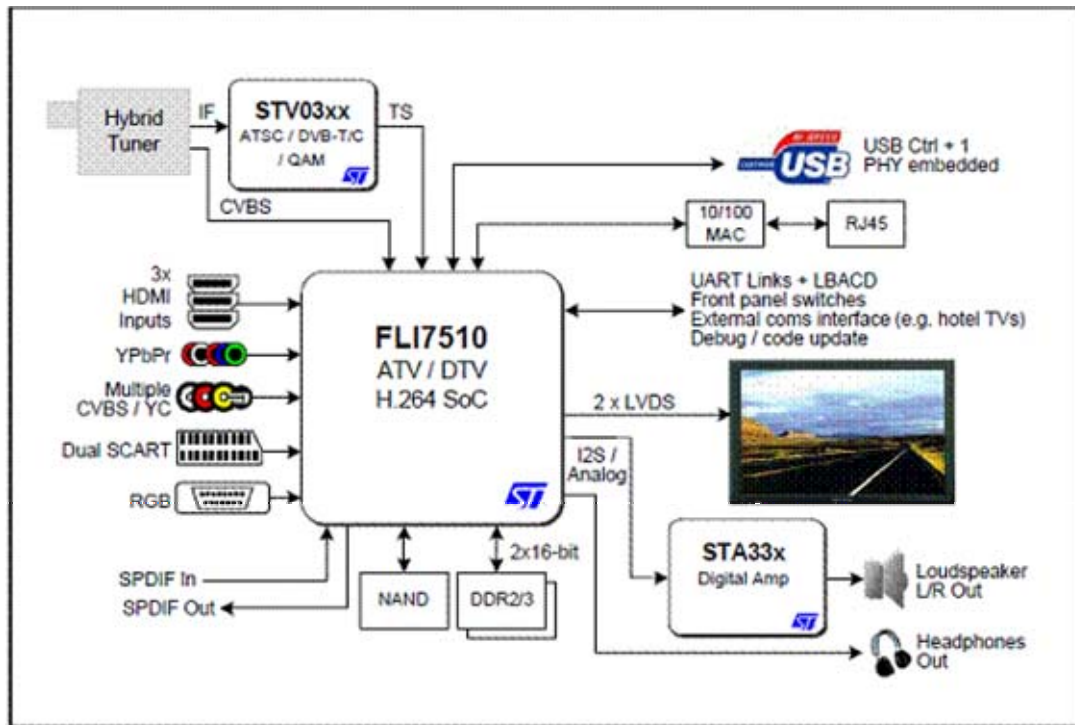 Hybrid
Tuner
IF
STV03xx
ATSC / DVB-T/C
/ QAM
ST
TS
CVBS
USB
USB Ctrl + 1
PHY embedded
10/100
MAC
RJ45
3x
HDMI
Inputs
YPbPr
Multiple
CVBS / YC
Dual SCART
RGB
FLI7510
ATV / DTV
H.264 SoC
ST
UART Links + LBACD
Front panel switches
External coms interface (e.g. hotel TVs)
Debug / code update
2 x LVDS
I2S /
Analog
SPDIF In
SPDIF Out
NAND
2x16-bit
DDR2/3
STA33x
Digital Amp
ST
Loudspeaker
L/R Out
Headphones
Out